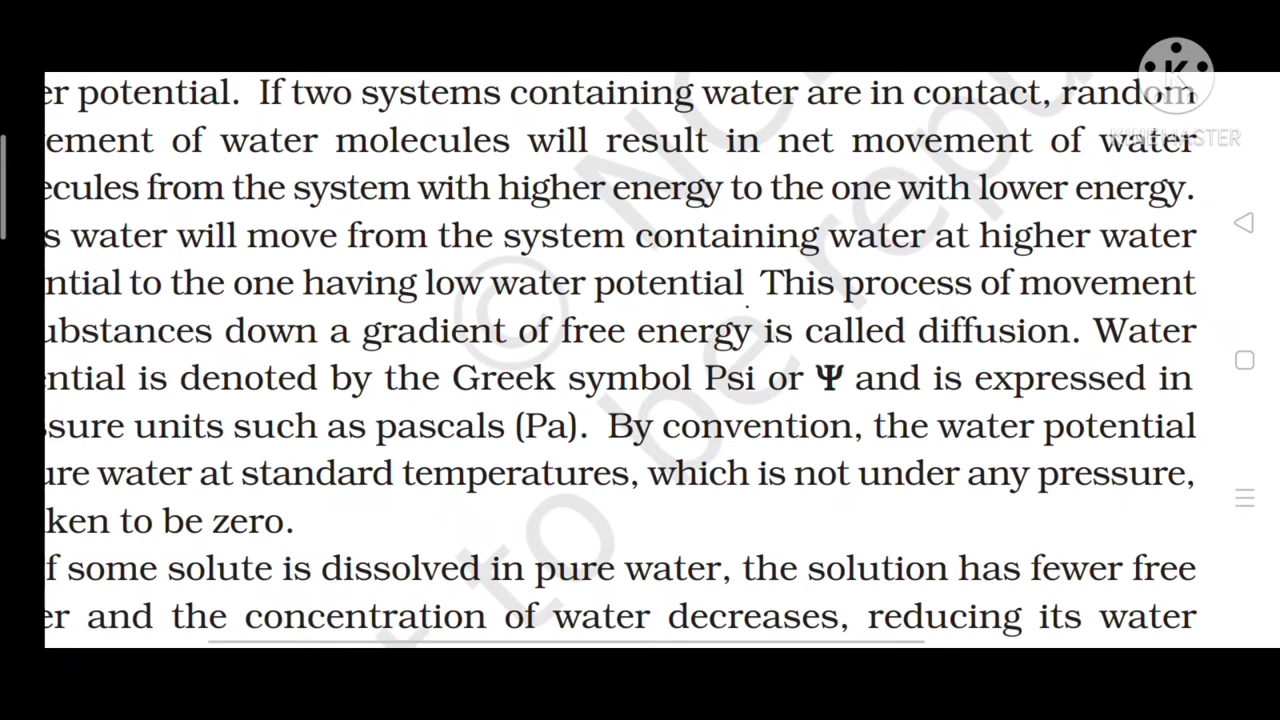 er potential. If two systems containing water are in contact, random
ement of water molecules will result in net movement of water
ecules from the system with higher energy to the one with lower energy.
s water will move from the system containing water at higher water
ntial to the one having low water potential This process of movement
ubstances down a gradient of free energy is called diffusion. Water
ntial is denoted by the Greek symbol Psi or Ψ and is expressed in
ssure units such as pascals (Pa). By convention, the water potential
ure water at standard temperatures, which is not under any pressure,
ken to be zero.
f some solute is dissolved in pure water, the solution has fewer free
er and the concentration of water decreases, reducing its water
K
KINEMASTER
© NC
to be rep